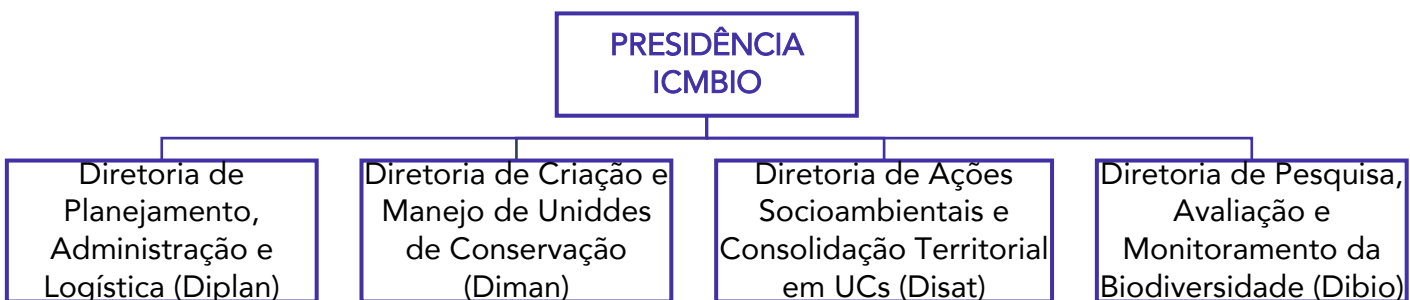 PRESIDÊNCIA
ICMBIO
Diretoria de
Planejamento,
Administração e
Logística (Diplan)
Diretoria de Criação e
Manejo de Uniddes
de Conservação
(Diman)
Diretoria de Ações
Socioambientais e
Consolidação Territorial
em UCs (Disat)
Diretoria de Pesquisa,
Avaliação e
Monitoramento da
Biodiversidade (Dibio)